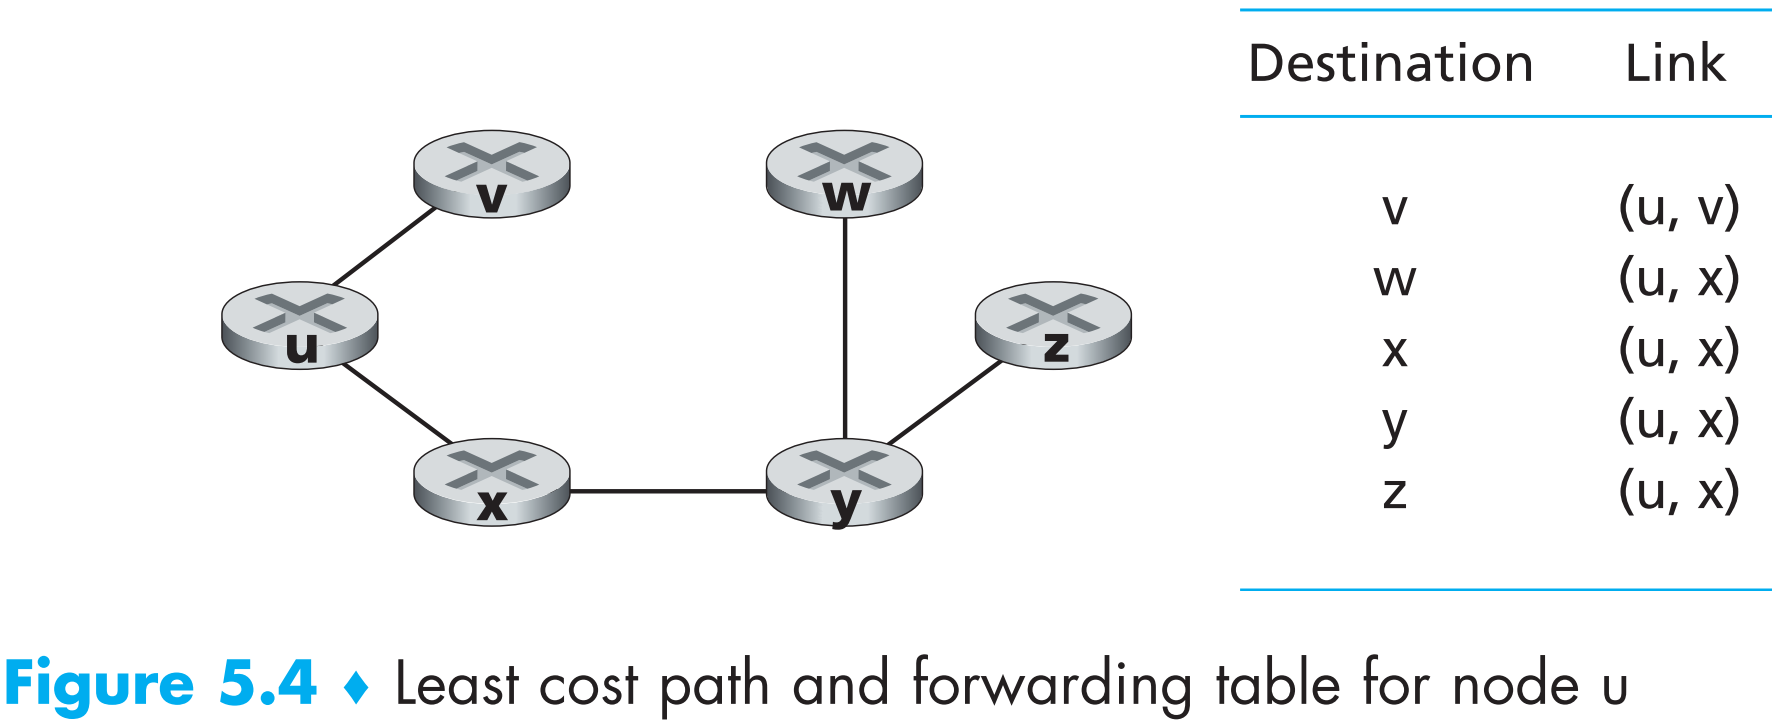 v
w
u
z
x
y
Destination Link
v (u, v)
w (u, x)
x (u, x)
y (u, x)
z (u, x)
Figure 5.4 ♦ Least cost path and forwarding table for node u